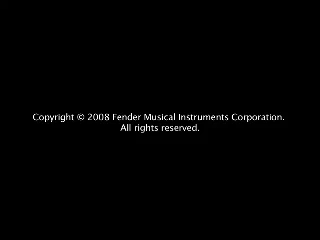 Copyright © 2008 Fender Musical Instruments Corporation.
All rights reserved.